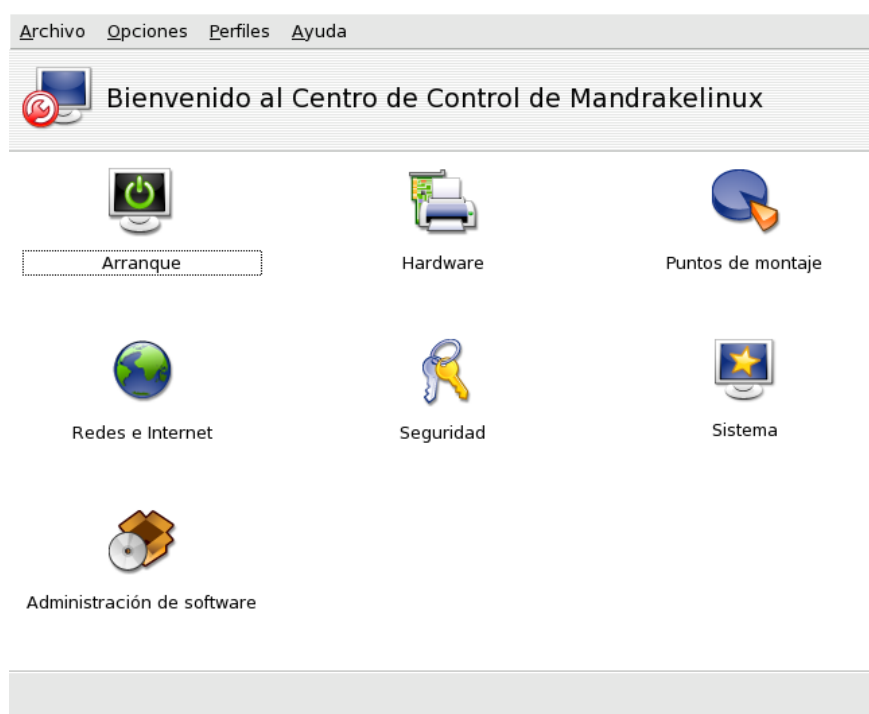 Archivo Opciones Perfiles Ayuda
Bienvenido al Centro de Control de Mandrakelinux
Arranque Hardware Puntos de montaje
Redes e Internet Seguridad Sistema
Administración de software